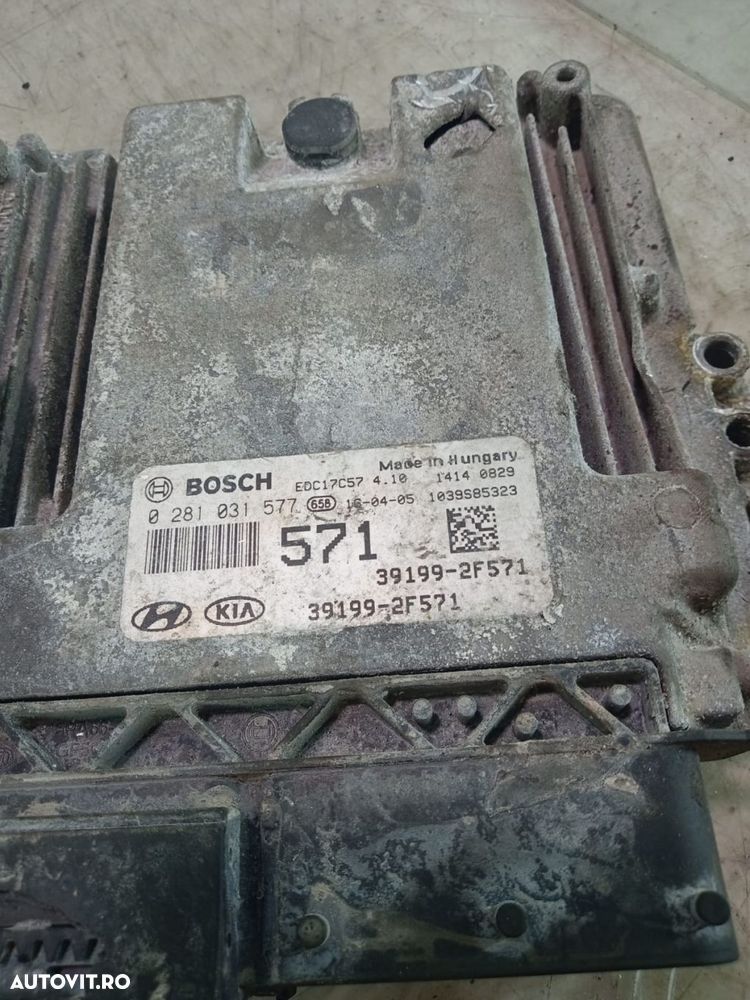 Made in Hungary
BOSCH EDC17C57 4.10 1414 0829
0 281 031 577 65B 16-04-05 1039S85323
571
39199-2F571
KIA 39199-2F571
AUTOVIT.RO